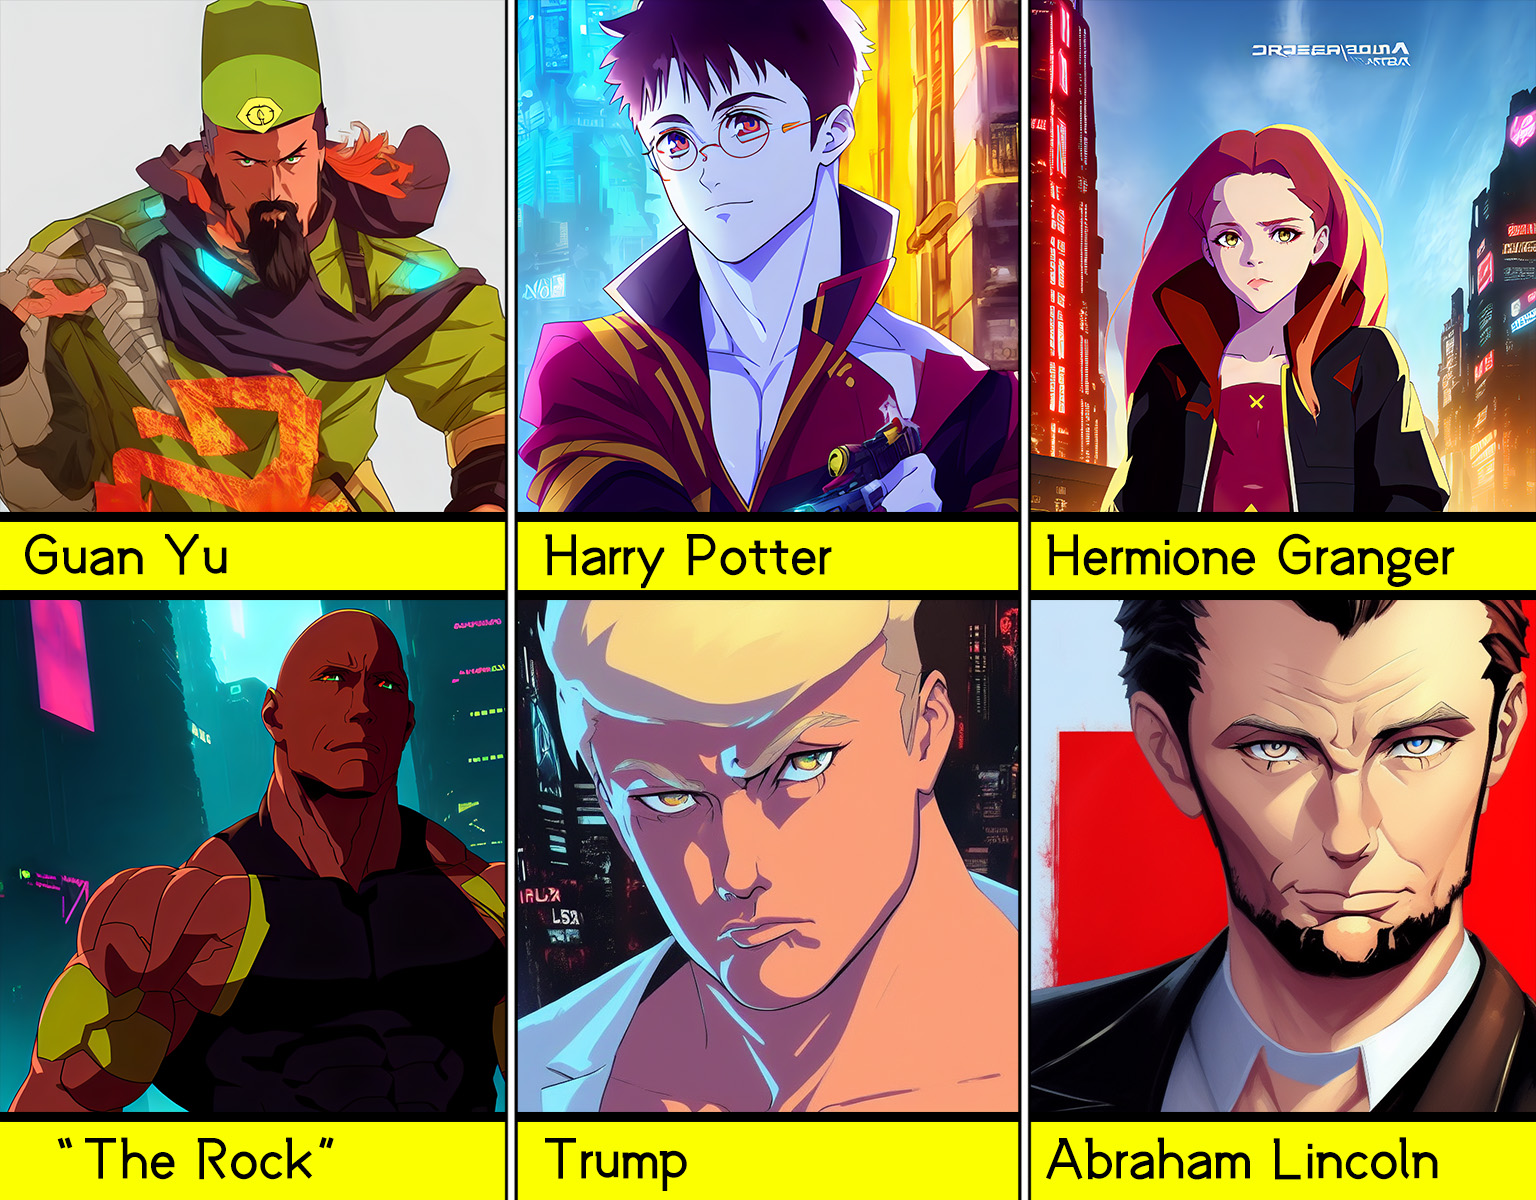 Guan Yu
Harry Potter
Hermione Granger
"The Rock"
Trump
Abraham Lincoln